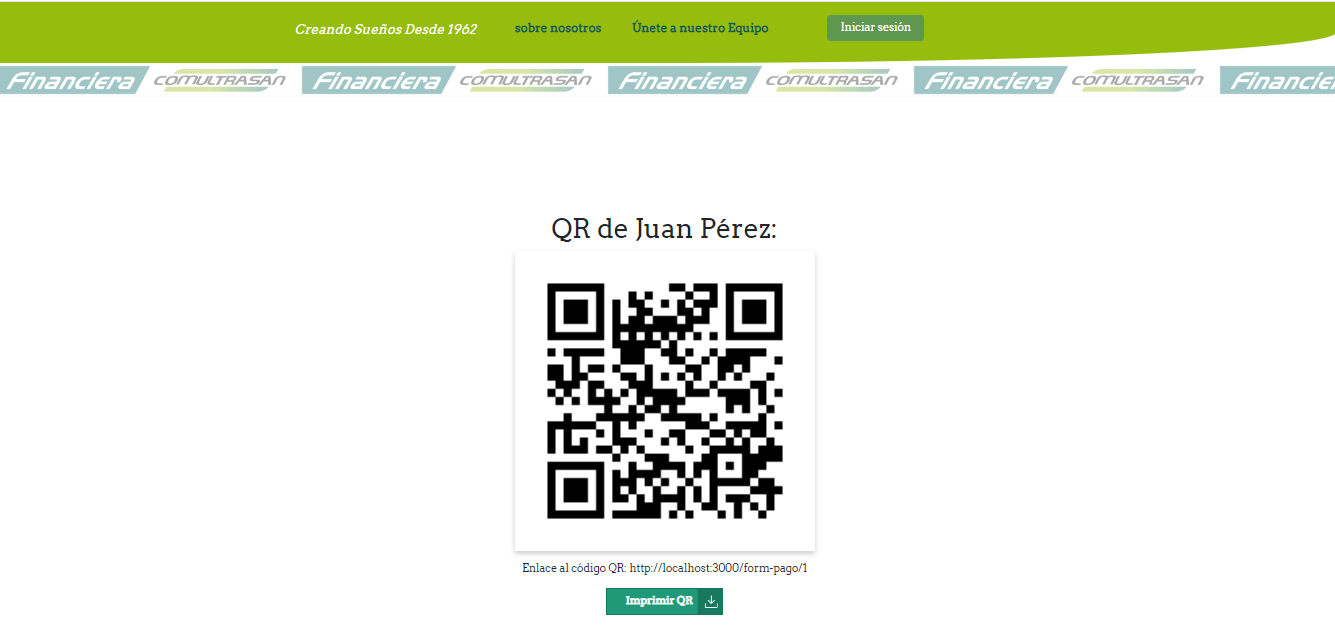 Creando Sueños Desde 1962 sobre nosotros Únete a nuestro Equipo Iniciar sesión
Financiera COMULTRASAN Financiera COMULTRASAN Financiera COMULTRASAN Financiera COMULTRASAN Financie
QR de Juan Pérez:
Enlace al código QR: http://localhost:3000/form-pago/1
Imprimir QR